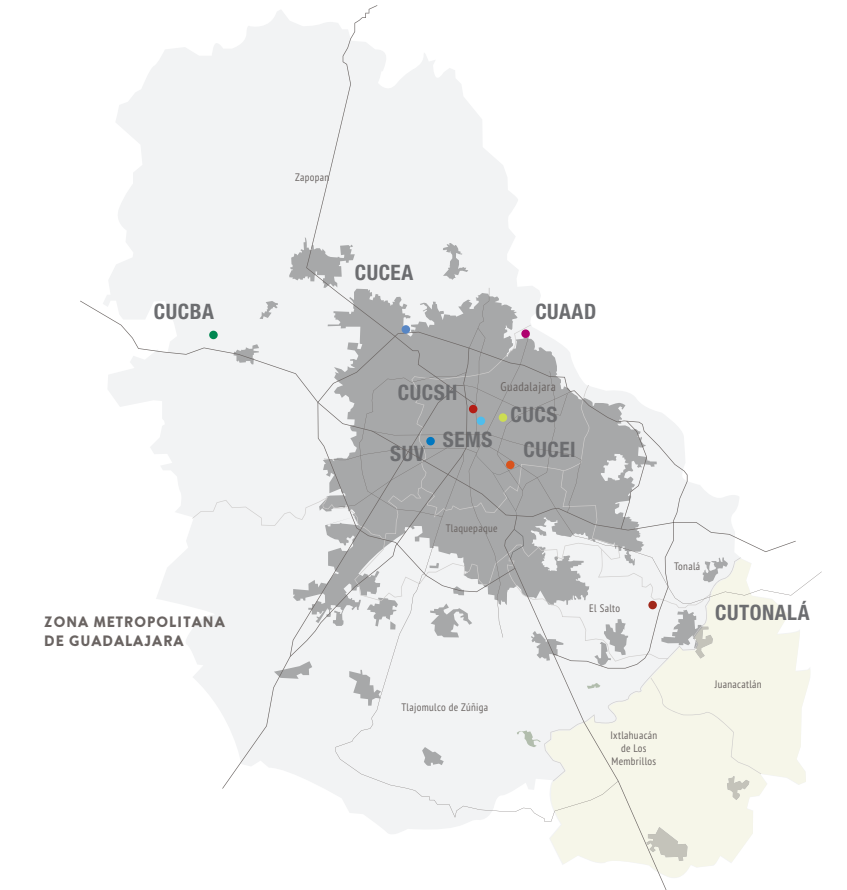 Zapopan
CUCEA
CUCBA
CUAAD
Guadalajara
CUCSH
CUCS
SEMS
SUV
CUCEI
Tlaquepaque
Tonalá
El Salto
CUTONALÁ
ZONA METROPOLITANA
DE GUADALAJARA
Juanacatlán
Tlajomulco de Zúñiga
Ixtlahuacán
de Los
Membrillos